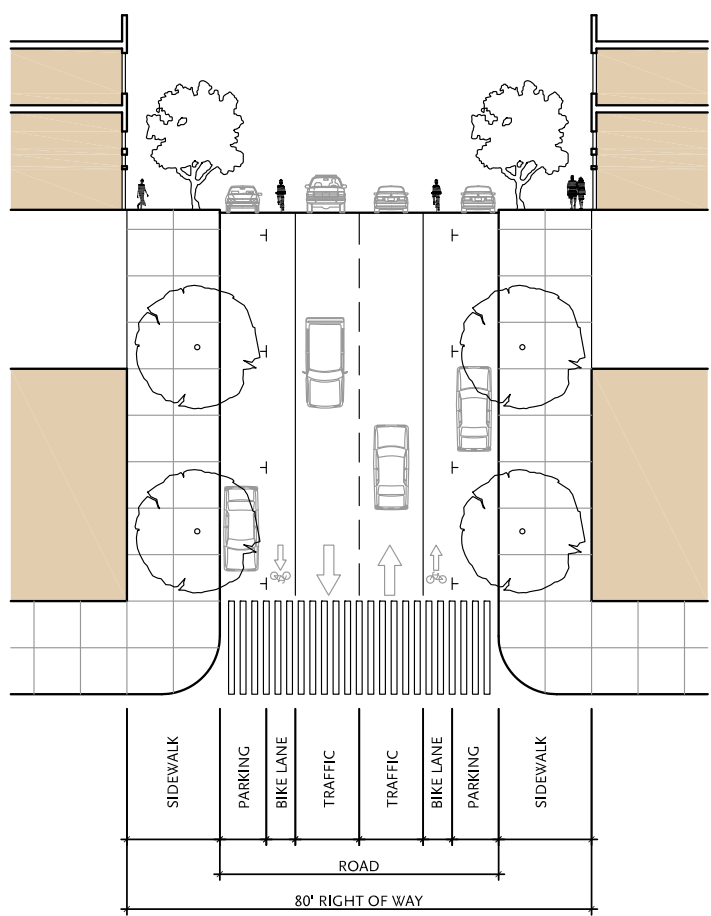 SIDEWALK
PARKING
BIKE LANE
TRAFFIC
TRAFFIC
BIKE LANE
PARKING
SIDEWALK
ROAD
80' RIGHT OF WAY